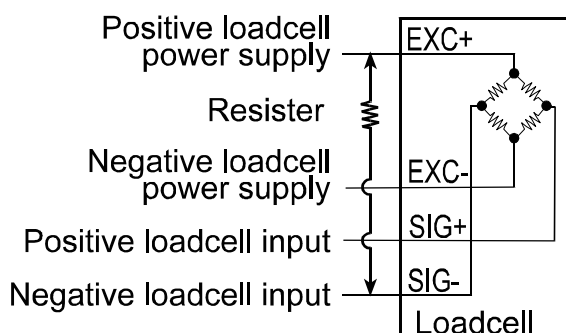 Positive loadcell
power supply
EXC+
Resister
Negative loadcell
power supply
EXC-
Positive loadcell input
SIG+
Negative loadcell input
SIG-
Loadcell